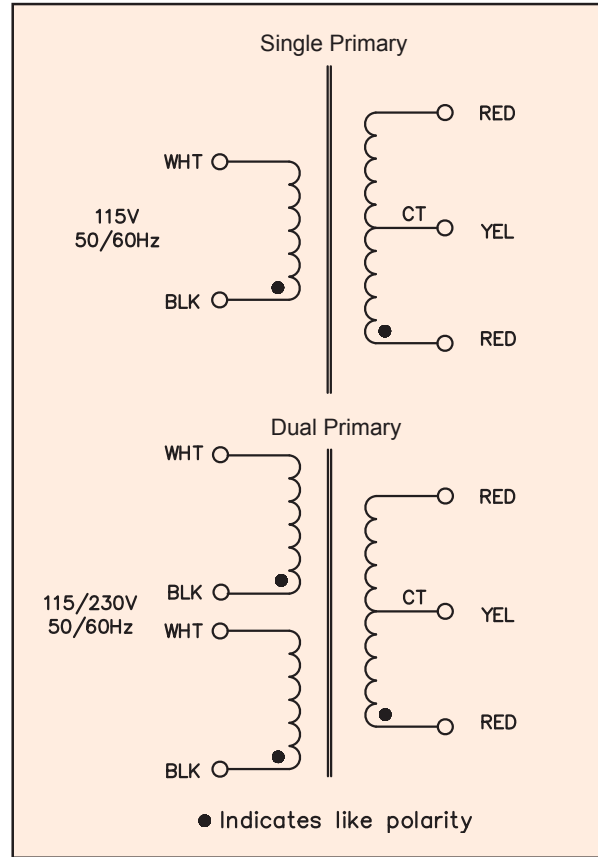 Single Primary
RED
WHT
115V
50/60Hz
CT
YEL
BLK
RED
Dual Primary
WHT
RED
BLK
115/230V
50/60Hz
CT
YEL
WHT
RED
BLK
Indicates like polarity